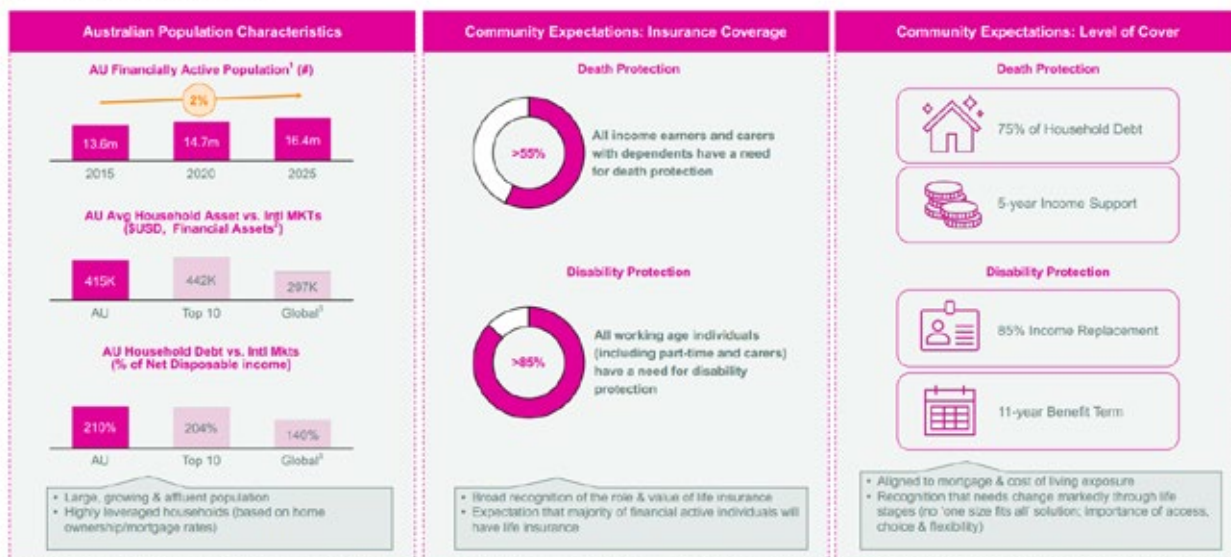 Australian Population Characteristics
AU Financially Active Population¹ (#)
2%
13.6m
14.7m
16.4m
2015
2020
2025
AU Avg Household Asset vs. Intl MKTs
($USD, Financial Assets²)
415K
442K
297K
AU
Top 10
Global³
AU Household Debt vs. Intl Mkts
(% of Net Disposable income)
210%
204%
140%
AU
Top 10
Global³
• Large, growing & affluent population
• Highly leveraged households (based on home
ownership/mortgage rates)
Community Expectations: Insurance Coverage
Death Protection
>55%
All income earners and carers
with dependents have a need
for death protection
Disability Protection
>85%
All working age individuals
(including part-time and carers)
have a need for disability
protection
• Broad recognition of the role & value of life insurance
• Expectation that majority of financial active individuals will
have life insurance
Community Expectations: Level of Cover
Death Protection
75% of Household Debt
5-year Income Support
Disability Protection
85% Income Replacement
11-year Benefit Term
• Aligned to mortgage & cost of living exposure
• Recognition that needs change markedly through life
stages (no 'one size fits all' solution; importance of access,
choice & flexibility)